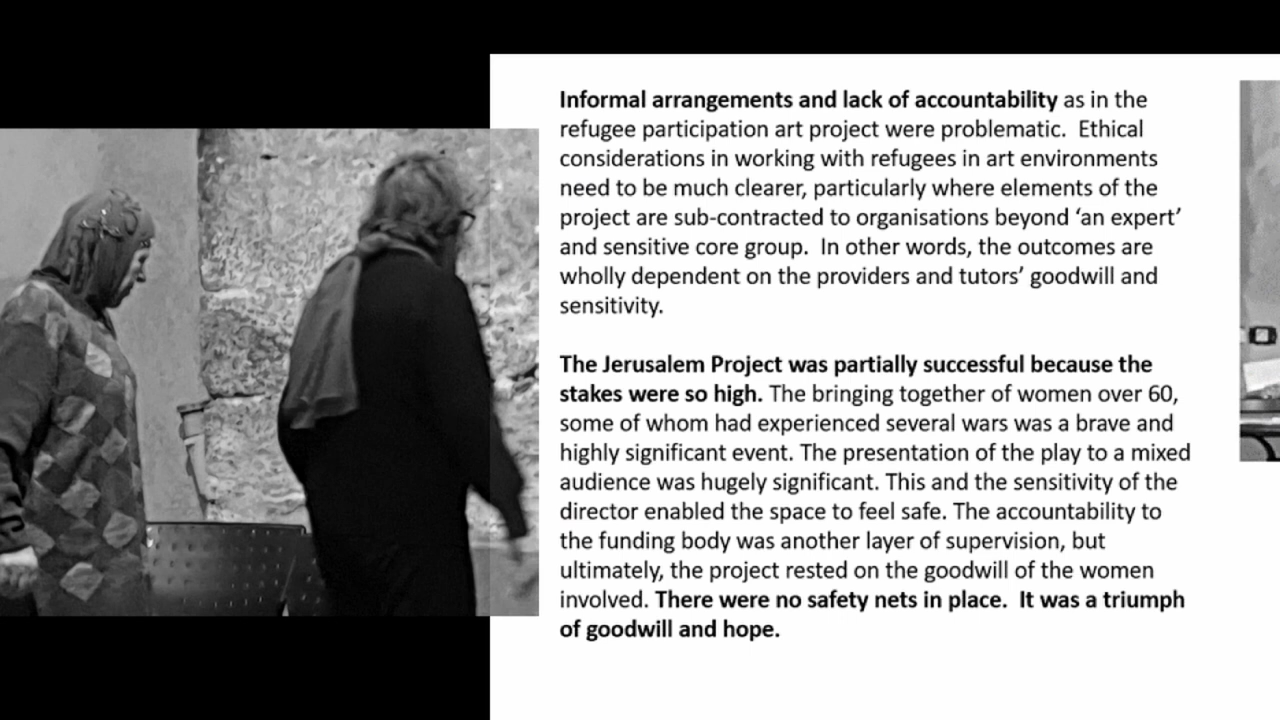 Informal arrangements and lack of accountability as in the
refugee participation art project were problematic.  Ethical
considerations in working with refugees in art environments
need to be much clearer, particularly where elements of the
project are sub-contracted to organisations beyond ‘an expert’
and sensitive core group.  In other words, the outcomes are
wholly dependent on the providers and tutors’ goodwill and
sensitivity.
The Jerusalem Project was partially successful because the
stakes were so high. The bringing together of women over 60,
some of whom had experienced several wars was a brave and
highly significant event. The presentation of the play to a mixed
audience was hugely significant. This and the sensitivity of the
director enabled the space to feel safe. The accountability to
the funding body was another layer of supervision, but
ultimately, the project rested on the goodwill of the women
involved. There were no safety nets in place.  It was a triumph
of goodwill and hope.